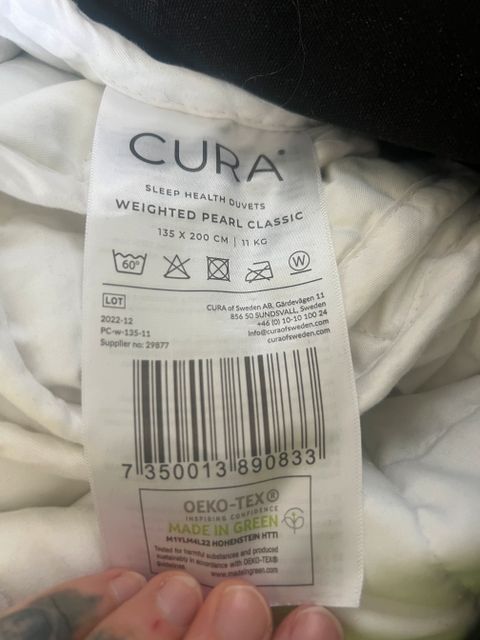 CURA®
SLEEP HEALTH DUVETS
WEIGHTED PEARL CLASSIC
135 X 200 CM | 11 KG
60°
W
LOT
2022-12
PC-w-135-11
Supplier no: 29877
CURA of Sweden AB, Gärdevägen 11
856 50 SUNDSVALL, Sweden
+46 (0) 10-10 100 24
info@curaofsweden.com
curaofsweden.com
7 350013 890833
OEKO-TEX®
INSPIRING CONFIDENCE
MADE IN GREEN
M1YLM4L22 HOHENSTEIN HTTI
Tested for harmful substances and produced
sustainably in accordance with OEKO-TEX®
Guidelines.
www.madeingreen.com